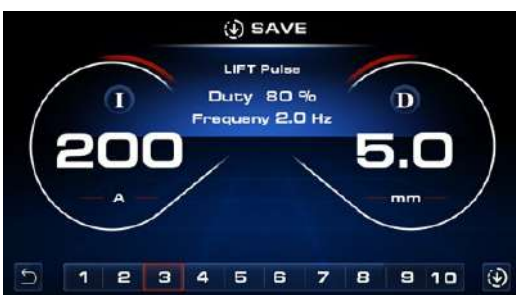 SAVE
LIFT Pulse
Duty 80 %
Frequeny 2.0 Hz
I
D
200
5.0
A
mm
1 2 3 4 5 6 7 8 9 10